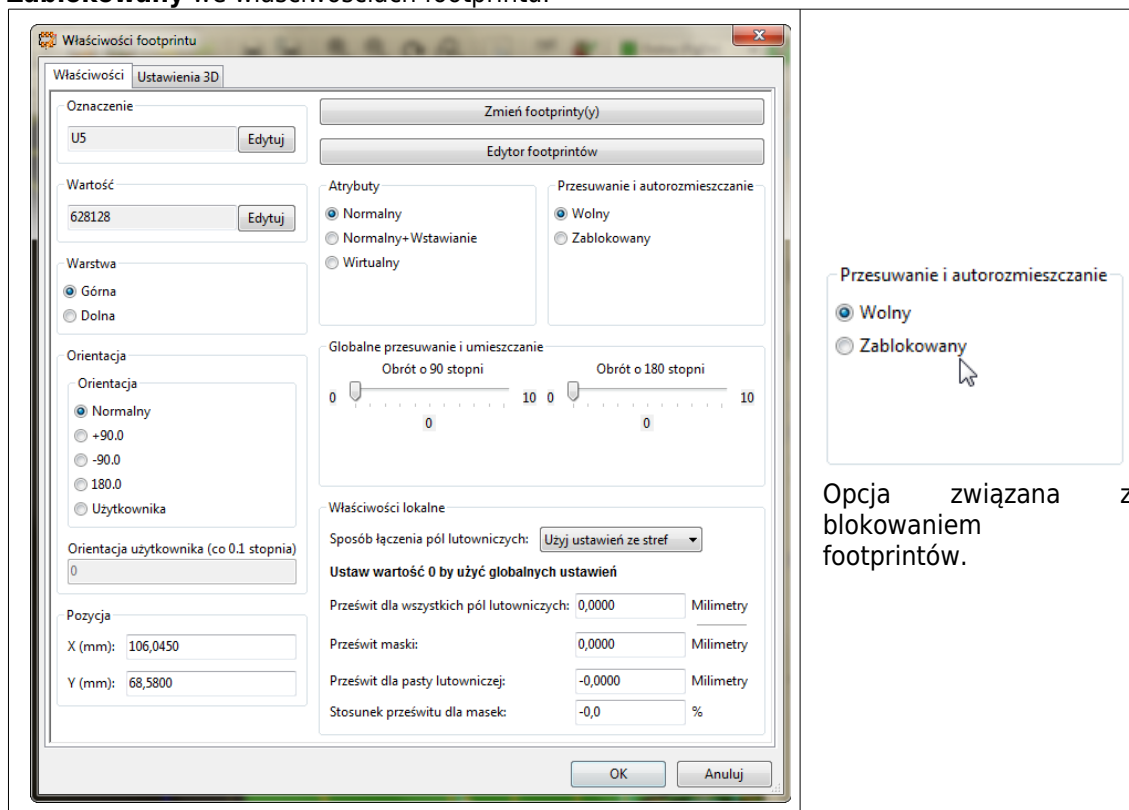 Zablokowany we właściwościach footprintu.
Właściwości footprintu
Właściwości
Ustawienia 3D
Oznaczenie
U5
Edytuj
Wartość
628128
Edytuj
Warstwa
Górna
Dolna
Orientacja
Orientacja
Normalny
+90.0
-90.0
180.0
Użytkownika
Orientacja użytkownika (co 0.1 stopnia)
0
Pozycja
X (mm): 106,0450
Y (mm): 68,5800
Zmień footprinty(y)
Edytor footprintów
Atrybuty
Normalny
Normalny+Wstawianie
Wirtualny
Przesuwanie i autorozmieszczanie
Wolny
Zablokowany
Globalne przesuwanie i umieszczanie
Obrót o 90 stopni
0 10
0
Obrót o 180 stopni
0 10
0
Właściwości lokalne
Sposób łączenia pól lutowniczych: Użyj ustawień ze stref
Ustaw wartość 0 by użyć globalnych ustawień
Prześwit dla wszystkich pól lutowniczych: 0,0000 Milimetry
Prześwit maski: 0,0000 Milimetry
Prześwit dla pasty lutowniczej: -0,0000 Milimetry
Stosunek prześwitu dla masek: -0,0 %
OK
Anuluj
Przesuwanie i autorozmieszczanie
Wolny
Zablokowany
Opcja związana z
blokowaniem
footprintów.